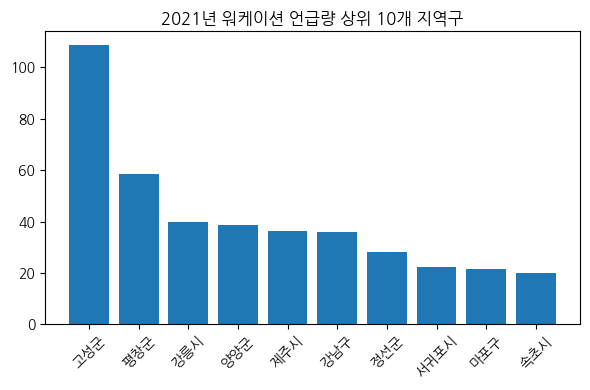 2021년 워케이션 언급량 상위 10개 지역구
100
80
60
40
20
0
고성군
평창군
강릉시
양양군
제주시
강남구
정선군
서귀포시
마포구
속초시